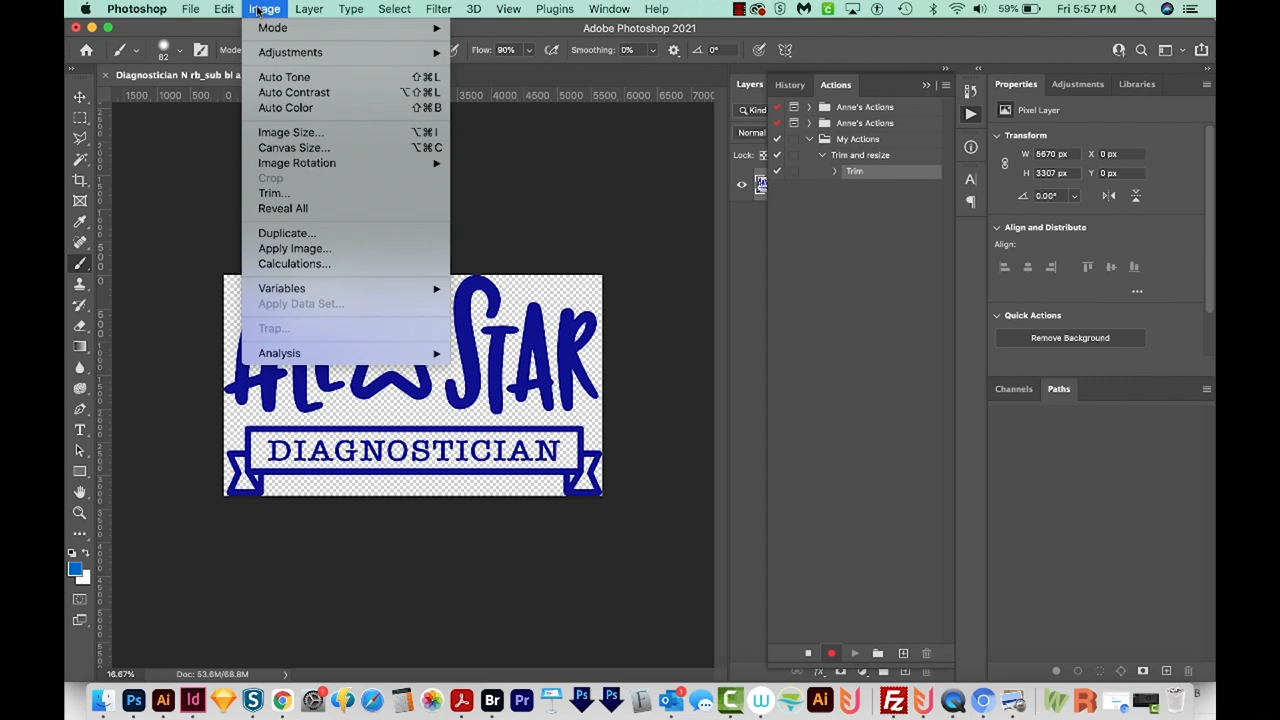 Photoshop File Edit Image Layer Type Select Filter 3D View Plugins Window Help 59% Fri 5:57 PM
Adobe Photoshop 2021
82 Mode Flow: 90% Smoothing: 0% 0°
Diagnostician N rb_sub bl a
1500 1000 500 0 3500 4000 4500 5000 5500 6000 6500 7000
Mode
Adjustments
Auto Tone ⇧⌘L
Auto Contrast ⌥⇧⌘L
Auto Color ⇧⌘B
Image Size... ⌥⌘I
Canvas Size... ⌥⌘C
Image Rotation
Crop
Trim...
Reveal All
Duplicate...
Apply Image...
Calculations...
Variables
Apply Data Set...
Trap...
Analysis
STAR
DIAGNOSTICIAN
16.67% Doc: 53.6M/68.8M
Layers
Kind
Normal
Lock:
History Actions
Anne's Actions
Anne's Actions
My Actions
Trim and resize
Trim
Properties Adjustments Libraries
Pixel Layer
Transform
W 5670 px X 0 px
H 3307 px Y 0 px
0.00°
Align and Distribute
Align:
Quick Actions
Remove Background
Channels Paths